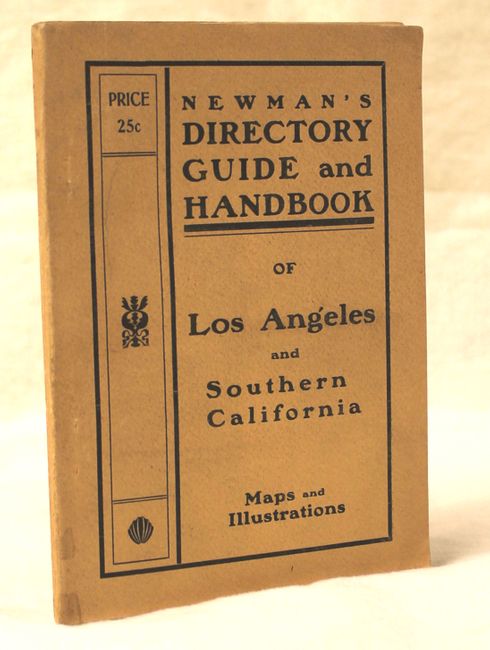 PRICE
25c
NEWMAN'S
DIRECTORY
GUIDE and
HANDBOOK
OF
Los Angeles
and
Southern
California
Maps and
Illustrations